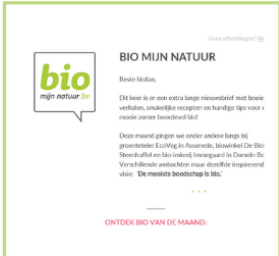 Geen afbeeldingen?
BIO MIJN NATUUR
bio
mijn natuur.be
Beste biofan,
Dit keer is er een extra lange nieuwsbrief met boeie
verhalen, smakelijke recepten en handige tips voor e
mooie zomer boordevol bio!
Deze maand gingen we onder andere langs bij
groenteteler EcoVeg in Assenede, biowinkel De Bio
Steenhuffel en bio-imkerij Immegaard in Domein Bo
Verschillende ambachten maar dezelfde inspirerend
visie: 'De mooiste boodschap is bio.'
ONTDEK BIO VAN DE MAAND: